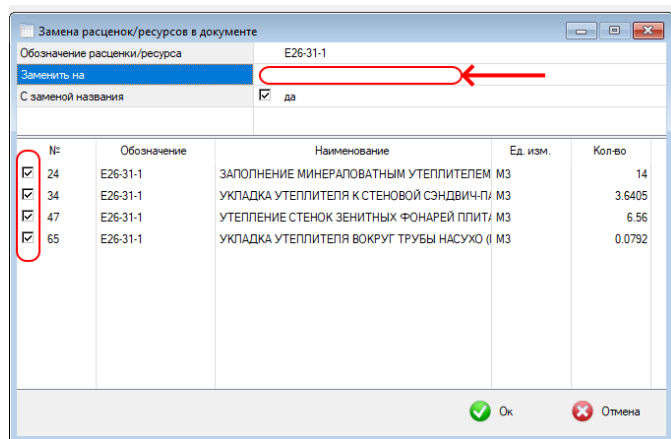 Замена расценок/ресурсов в документе
Обозначение расценки/ресурса Е26-31-1
Заменить на
С заменой названия да
№ Обозначение Наименование Ед. изм. Кол-во
24 Е26-31-1 ЗАПОЛНЕНИЕ МИНЕРАЛОВАТНЫМ УТЕПЛИТЕЛЕМ М3 14
34 Е26-31-1 УКЛАДКА УТЕПЛИТЕЛЯ К СТЕНОВОЙ СЭНДВИЧ-ПА М3 3.6405
47 Е26-31-1 УТЕПЛЕНИЕ СТЕНОК ЗЕНИТНЫХ ФОНАРЕЙ ПЛИТА М3 6.56
65 Е26-31-1 УКЛАДКА УТЕПЛИТЕЛЯ ВОКРУГ ТРУБЫ НАСУХО ( М3 0.0792
Ок Отмена